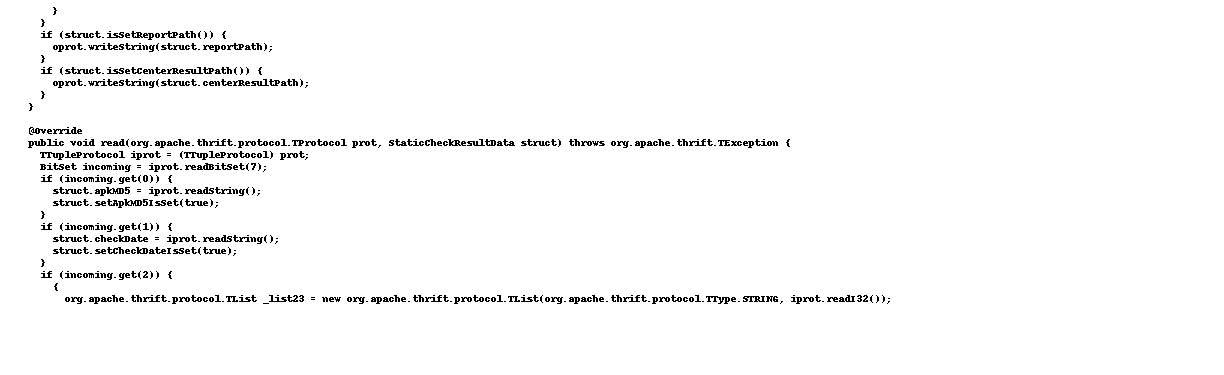 }
  }
  if (struct.isSetReportPath()) {
    oprot.writeString(struct.reportPath);
  }
  if (struct.isSetCenterResultPath()) {
    oprot.writeString(struct.centerResultPath);
  }
}

@Override
public void read(org.apache.thrift.protocol.TProtocol prot, StaticCheckResultData struct) throws org.apache.thrift.TException {
  TTupleProtocol iprot = (TTupleProtocol) prot;
  BitSet incoming = iprot.readBitSet(7);
  if (incoming.get(0)) {
    struct.apkMD5 = iprot.readString();
    struct.setApkMD5IsSet(true);
  }
  if (incoming.get(1)) {
    struct.checkDate = iprot.readString();
    struct.setCheckDateIsSet(true);
  }
  if (incoming.get(2)) {
    {
      org.apache.thrift.protocol.TList _list23 = new org.apache.thrift.protocol.TList(org.apache.thrift.protocol.TType.STRING, iprot.readI32());